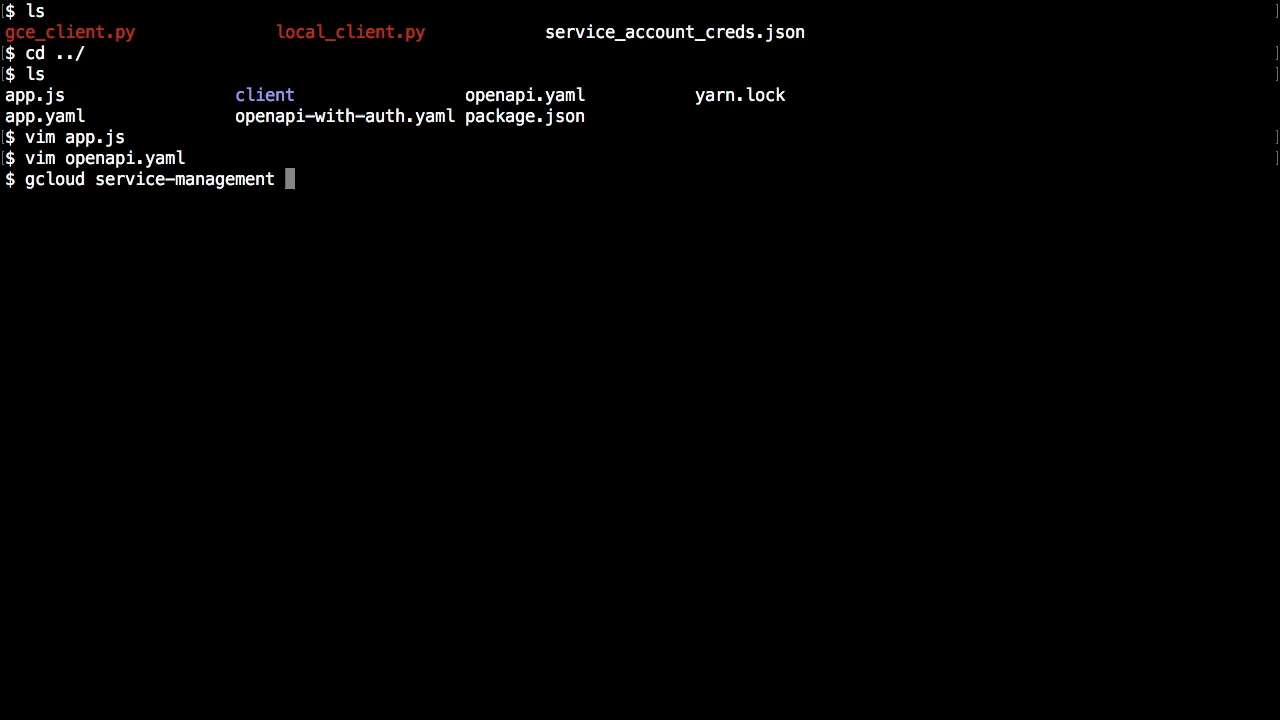 $ ls
gce_client.py local_client.py service_account_creds.json
$ cd ../
$ ls
app.js client openapi.yaml yarn.lock
app.yaml openapi-with-auth.yaml package.json
$ vim app.js
$ vim openapi.yaml
$ gcloud service-management